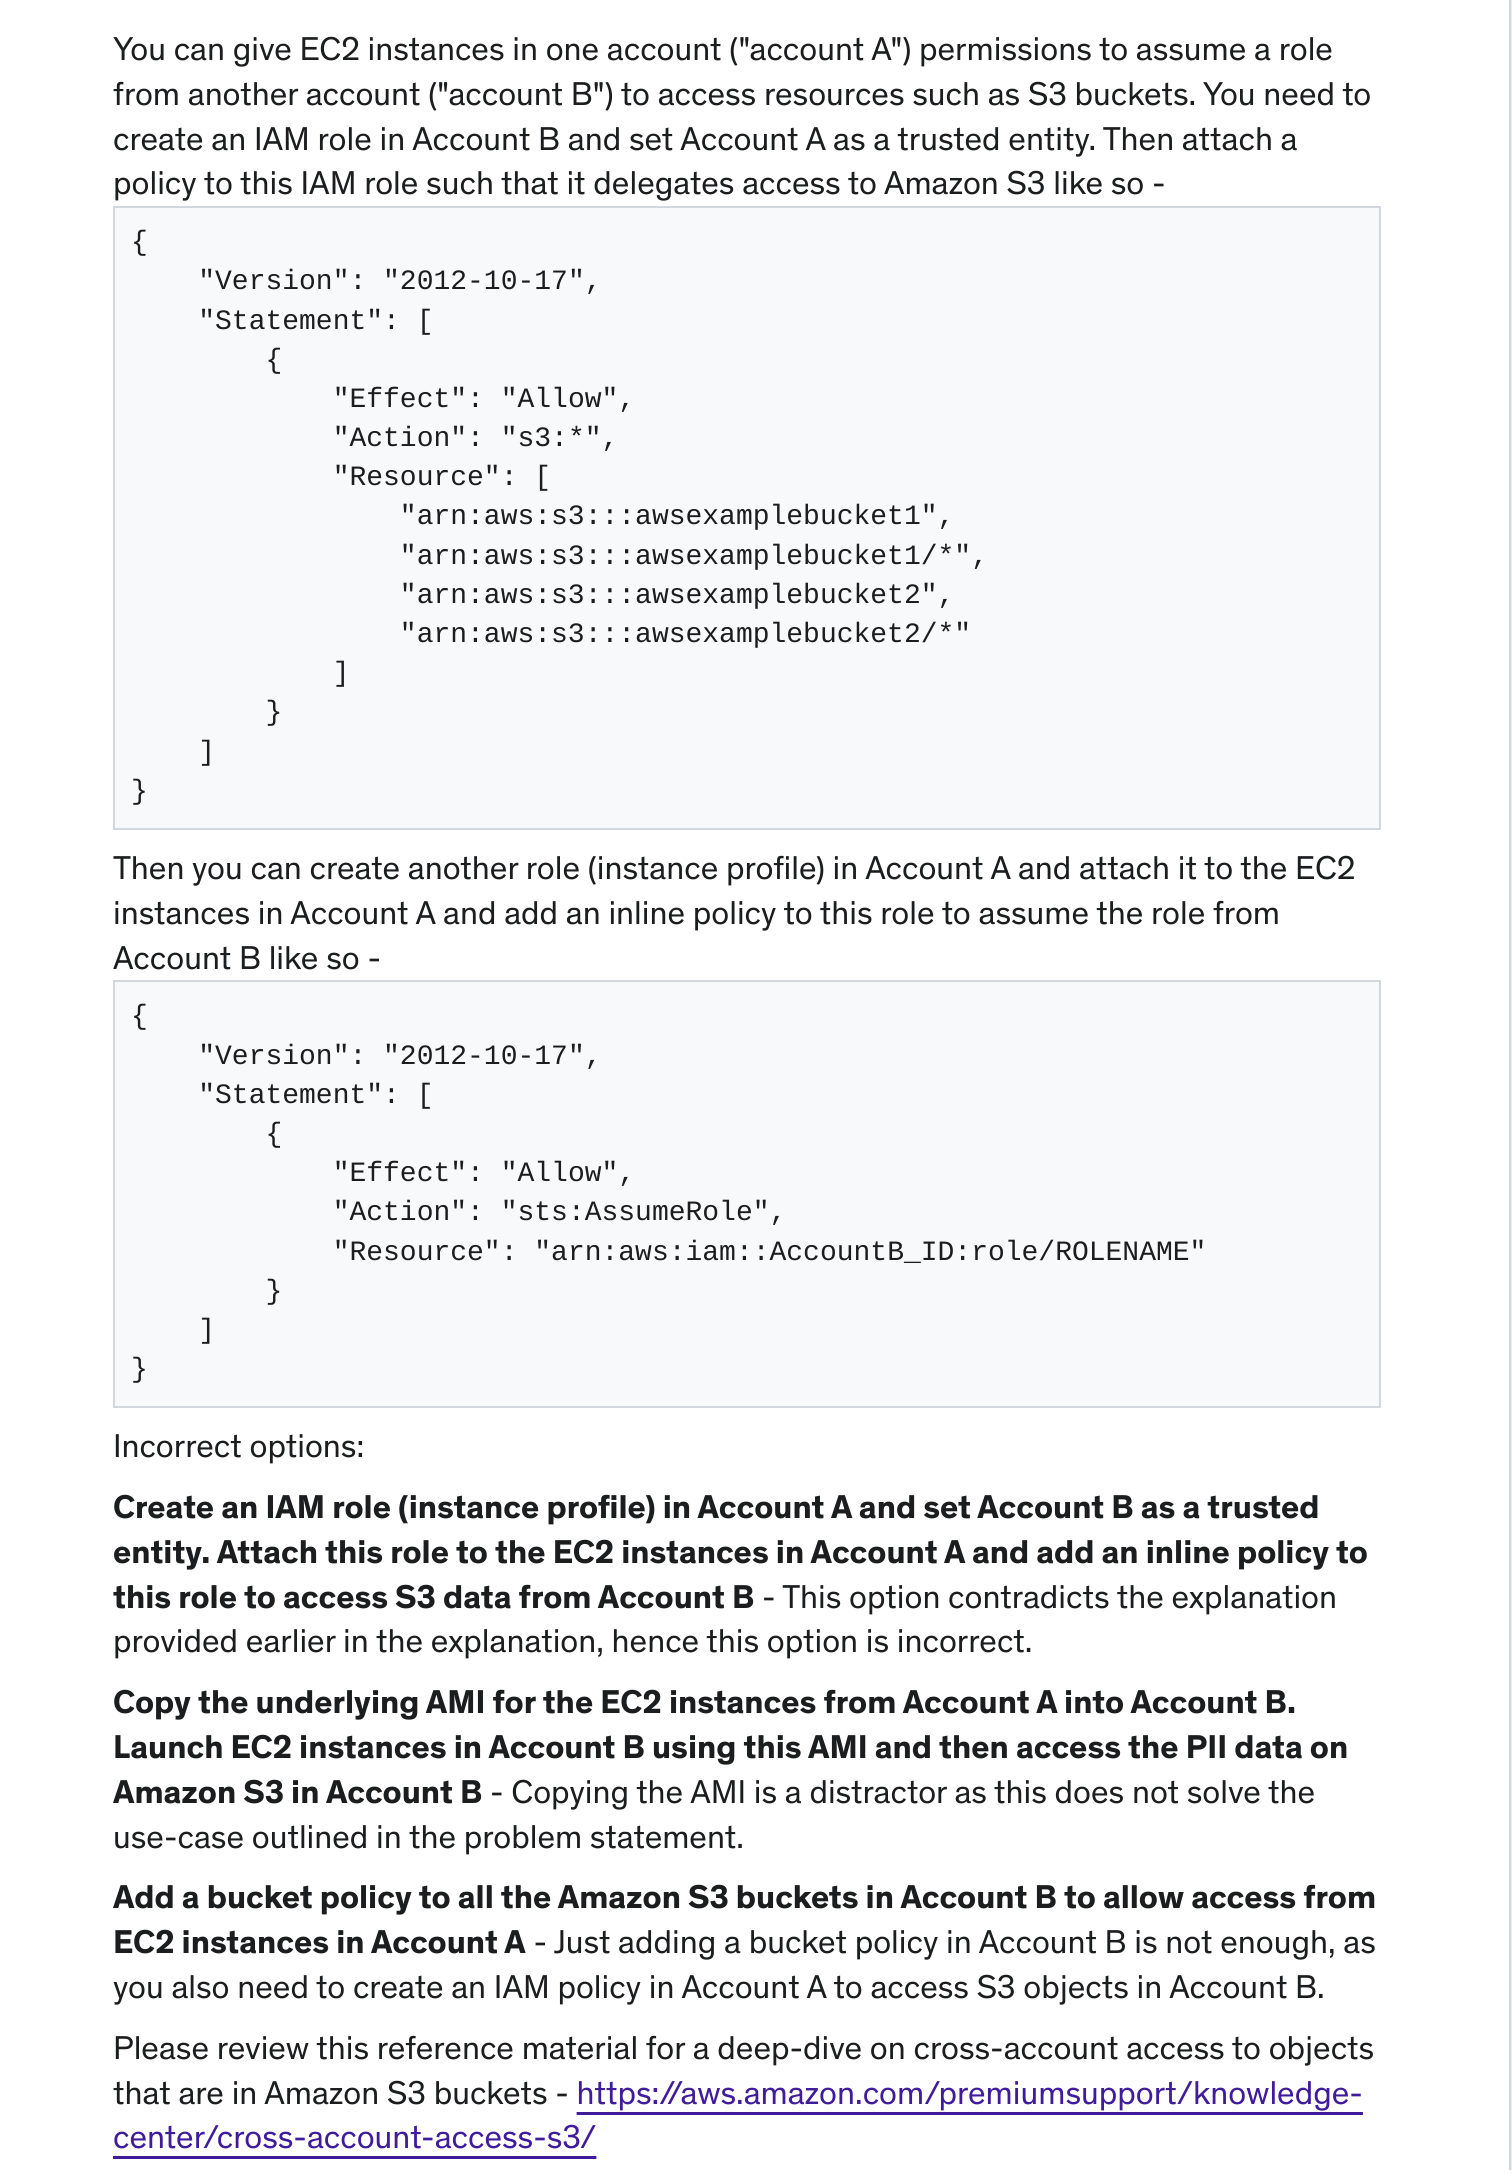 You can give EC2 instances in one account ("account A") permissions to assume a role
from another account ("account B") to access resources such as S3 buckets. You need to
create an IAM role in Account B and set Account A as a trusted entity. Then attach a
policy to this IAM role such that it delegates access to Amazon S3 like so -
{
    "Version": "2012-10-17",
    "Statement": [
        {
            "Effect": "Allow",
            "Action": "s3:*",
            "Resource": [
                "arn:aws:s3:::awsexamplebucket1",
                "arn:aws:s3:::awsexamplebucket1/*",
                "arn:aws:s3:::awsexamplebucket2",
                "arn:aws:s3:::awsexamplebucket2/*"
            ]
        }
    ]
}
Then you can create another role (instance profile) in Account A and attach it to the EC2
instances in Account A and add an inline policy to this role to assume the role from
Account B like so -
{
    "Version": "2012-10-17",
    "Statement": [
        {
            "Effect": "Allow",
            "Action": "sts:AssumeRole",
            "Resource": "arn:aws:iam::AccountB_ID:role/ROLENAME"
        }
    ]
}
Incorrect options:
Create an IAM role (instance profile) in Account A and set Account B as a trusted
entity. Attach this role to the EC2 instances in Account A and add an inline policy to
this role to access S3 data from Account B - This option contradicts the explanation
provided earlier in the explanation, hence this option is incorrect.
Copy the underlying AMI for the EC2 instances from Account A into Account B.
Launch EC2 instances in Account B using this AMI and then access the PII data on
Amazon S3 in Account B - Copying the AMI is a distractor as this does not solve the
use-case outlined in the problem statement.
Add a bucket policy to all the Amazon S3 buckets in Account B to allow access from
EC2 instances in Account A - Just adding a bucket policy in Account B is not enough, as
you also need to create an IAM policy in Account A to access S3 objects in Account B.
Please review this reference material for a deep-dive on cross-account access to objects
that are in Amazon S3 buckets - https://aws.amazon.com/premiumsupport/knowledge-
center/cross-account-access-s3/